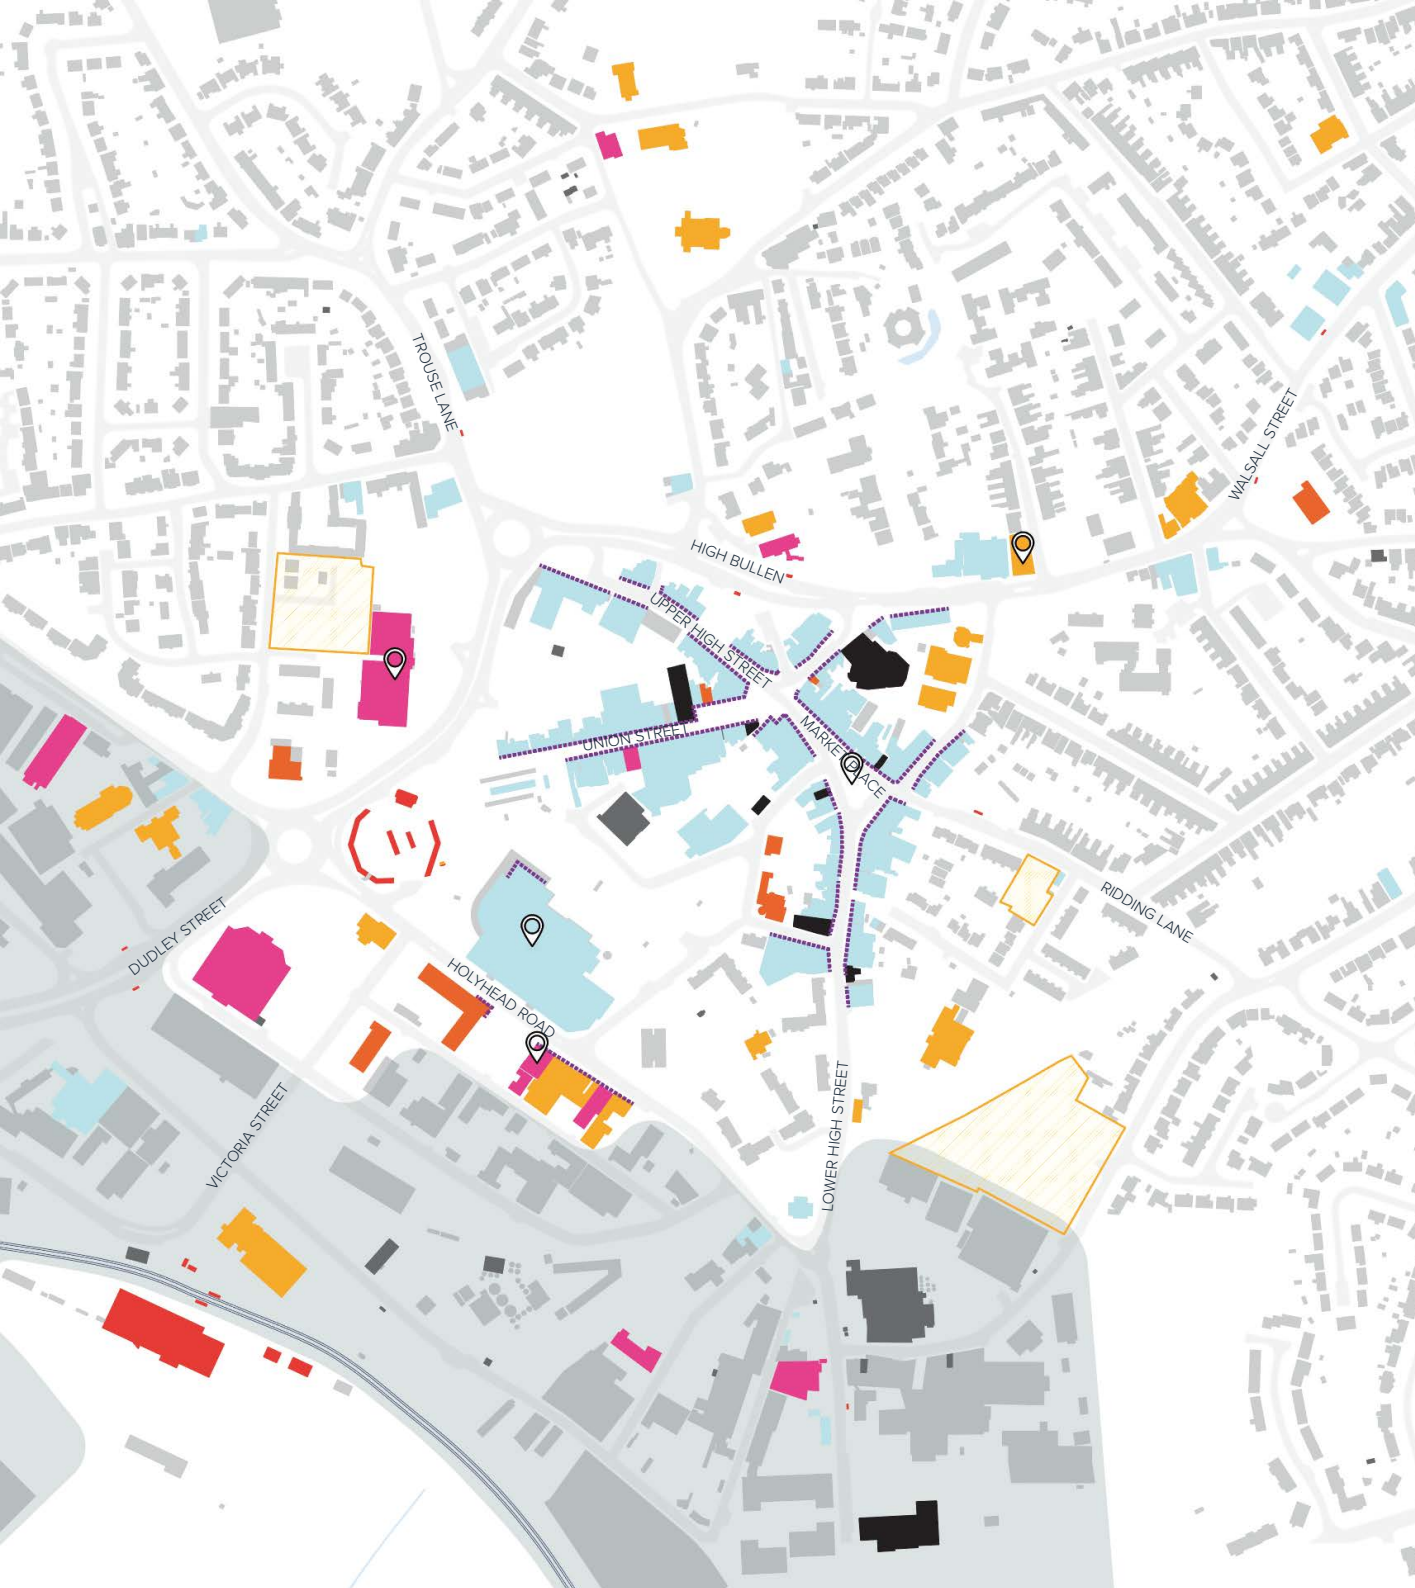 TROUSE LANE
WALSALL STREET
HIGH BULLEN
UPPER HIGH STREET
UNION STREET
MARKET PLACE
RIDDING LANE
DUDLEY STREET
HOLYHEAD ROAD
LOWER HIGH STREET
VICTORIA STREET